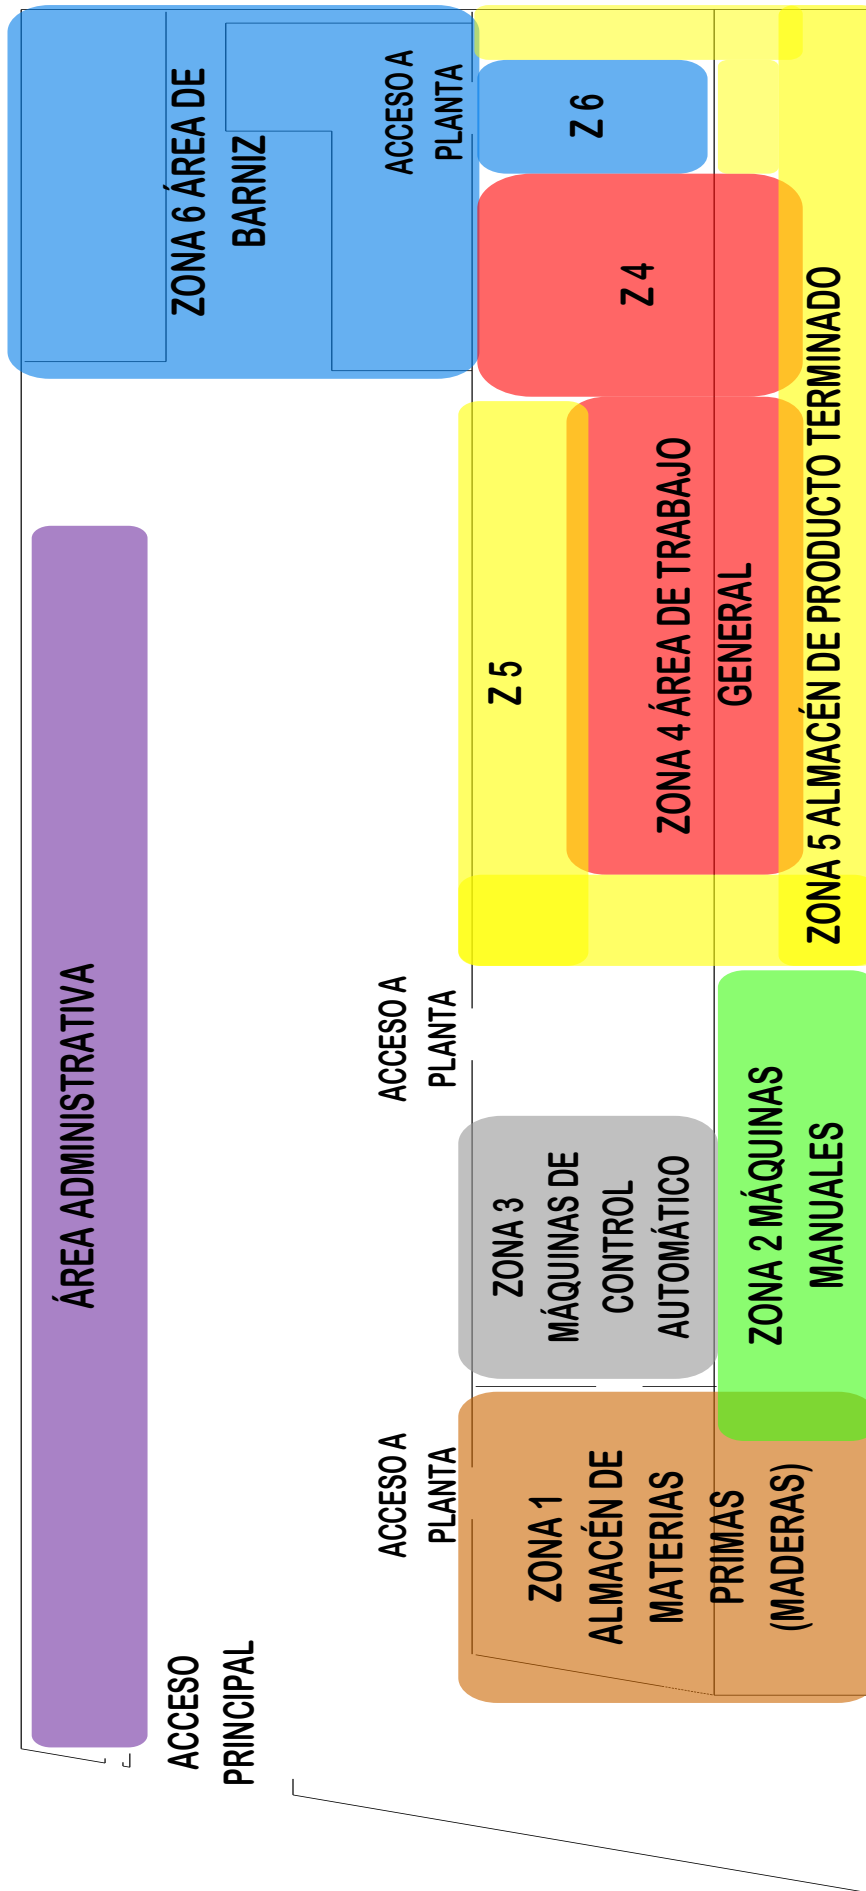 ÁREA ADMINISTRATIVA
ZONA 6 ÁREA DE
BARNIZ
ACCESO
PRINCIPAL
ACCESO A
PLANTA
ACCESO A
PLANTA
ACCESO A
PLANTA
ZONA 1
ALMACÉN DE
MATERIAS
PRIMAS
(MADERAS)
ZONA 3
MÁQUINAS DE
CONTROL
AUTOMÁTICO
Z 5
Z 6
Z 4
ZONA 4 ÁREA DE TRABAJO
GENERAL
ZONA 2 MÁQUINAS
MANUALES
ZONA 5 ALMACÉN DE PRODUCTO TERMINADO